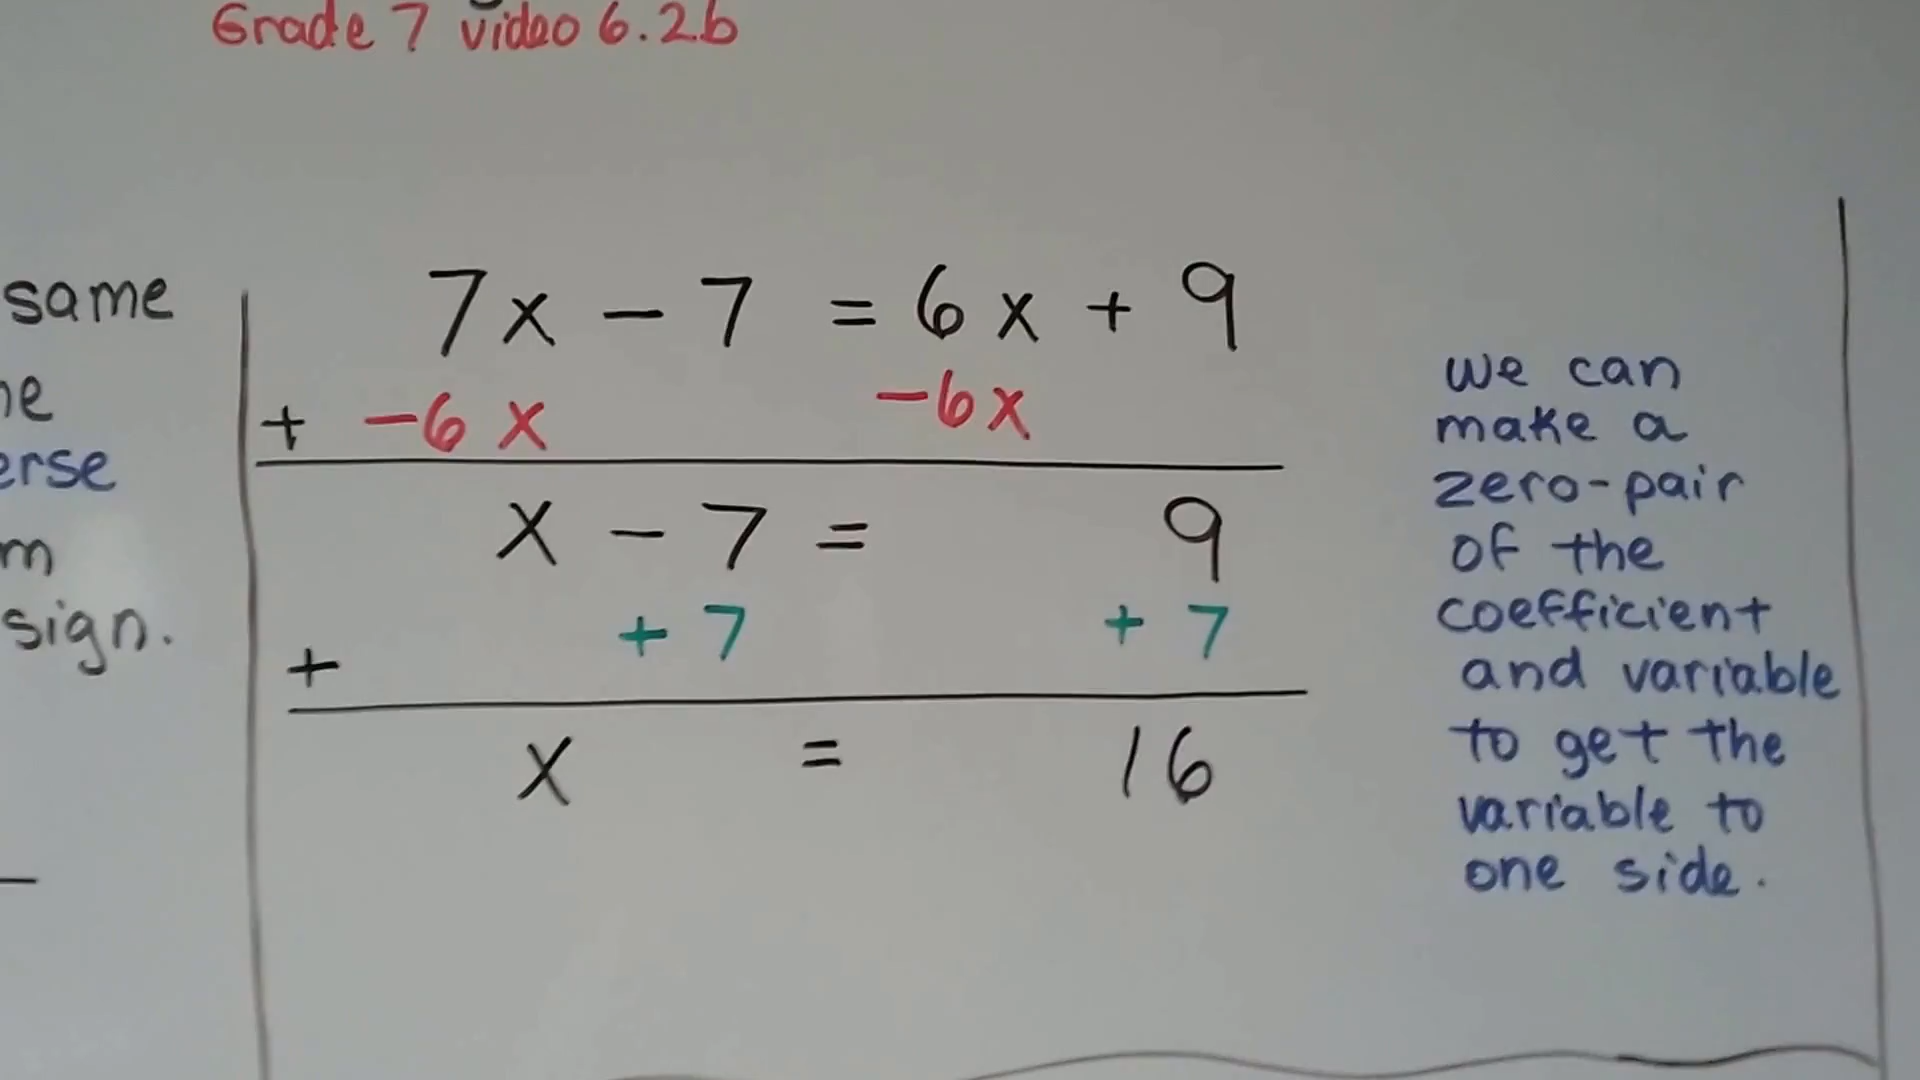 Grade 7 video 6.2b
same
erse
sign.
7x - 7 = 6x + 9
+ -6x -6x
x - 7 = 9
+ 7 + 7
+
x = 16
we can
make a
zero-pair
of the
coefficient
and variable
to get the
variable to
one side.